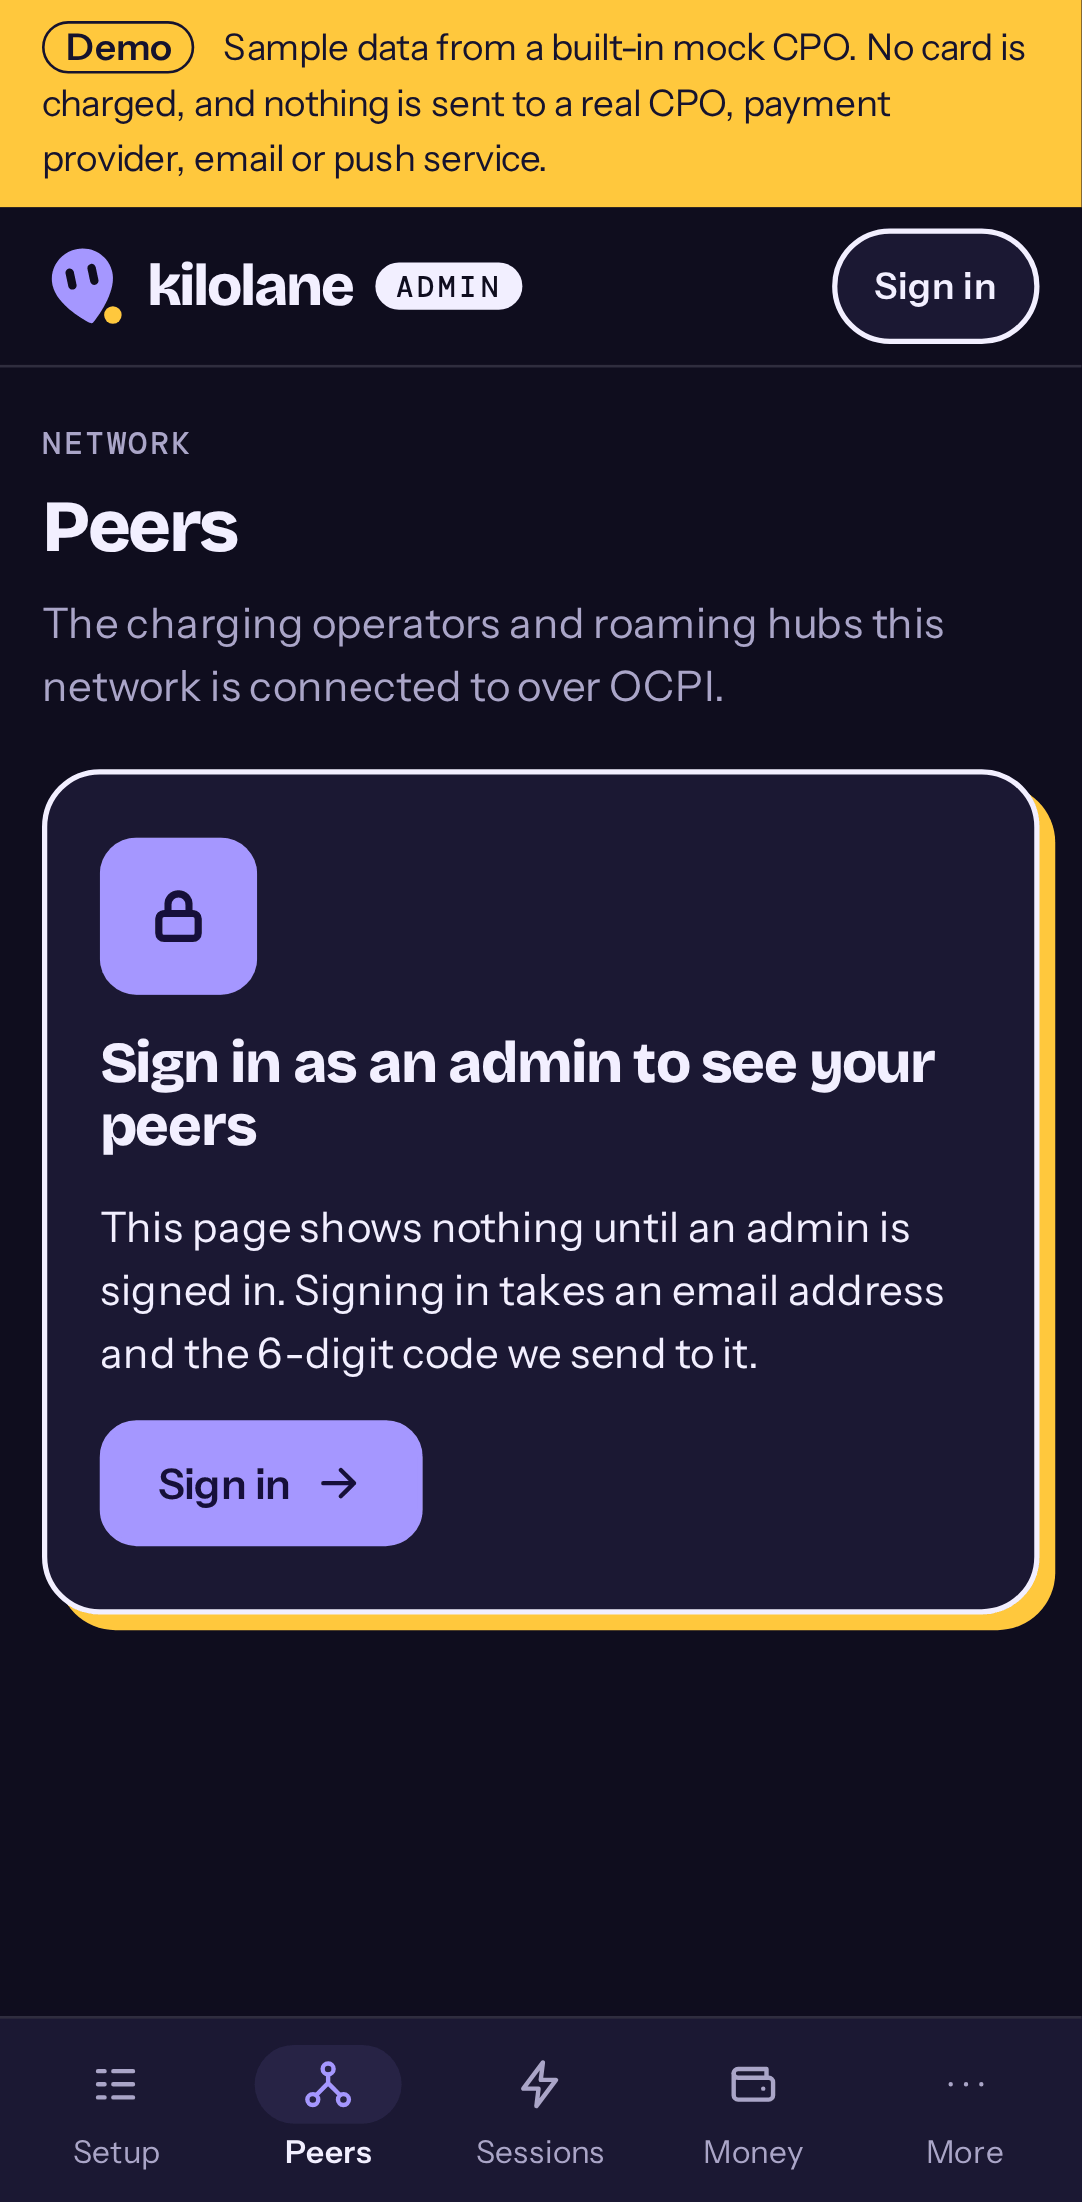 Demo Sample data from a built-in mock CPO. No card is
charged, and nothing is sent to a real CPO, payment
provider, email or push service.
kilolane ADMIN Sign in
NETWORK
Peers
The charging operators and roaming hubs this
network is connected to over OCPI.
Sign in as an admin to see your
peers
This page shows nothing until an admin is
signed in. Signing in takes an email address
and the 6-digit code we send to it.
Sign in →
Setup Peers Sessions Money More